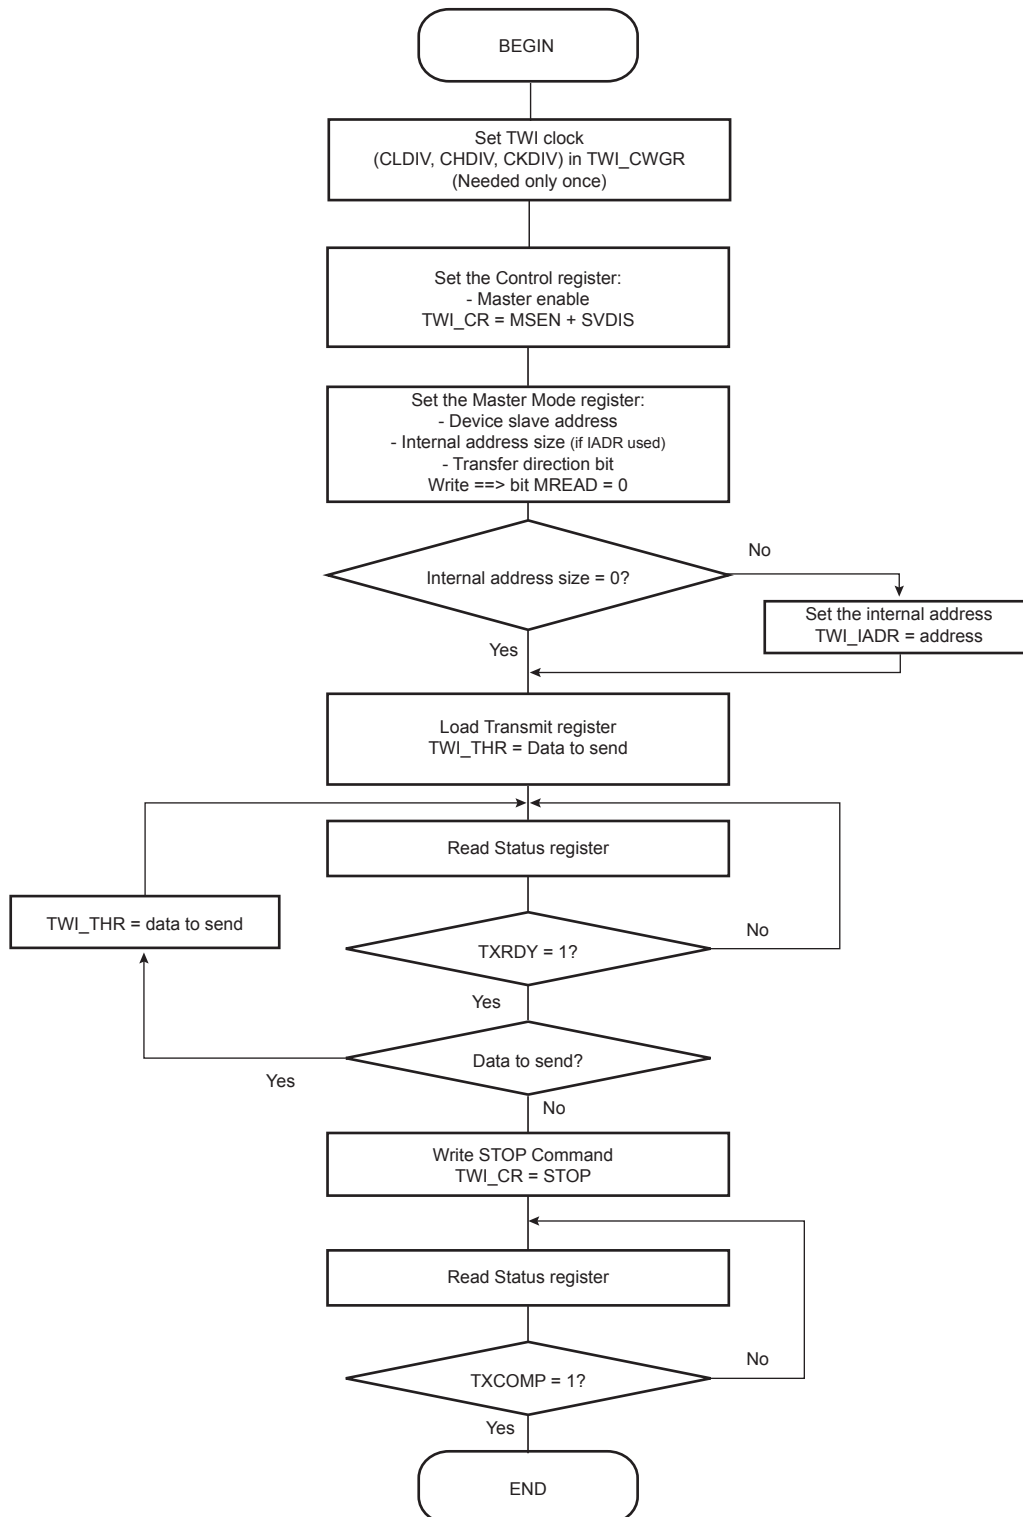 BEGIN
Set TWI clock
(CLDIV, CHDIV, CKDIV) in TWI_CWGR
(Needed only once)
Set the Control register:
- Master enable
TWI_CR = MSEN + SVDIS
Set the Master Mode register:
- Device slave address
- Internal address size (if IADR used)
- Transfer direction bit
Write ==> bit MREAD = 0
No
Internal address size = 0?
Set the internal address
TWI_IADR = address
Yes
Load Transmit register
TWI_THR = Data to send
Read Status register
TWI_THR = data to send
No
TXRDY = 1?
Yes
Data to send?
Yes
No
Write STOP Command
TWI_CR = STOP
Read Status register
No
TXCOMP = 1?
Yes
END